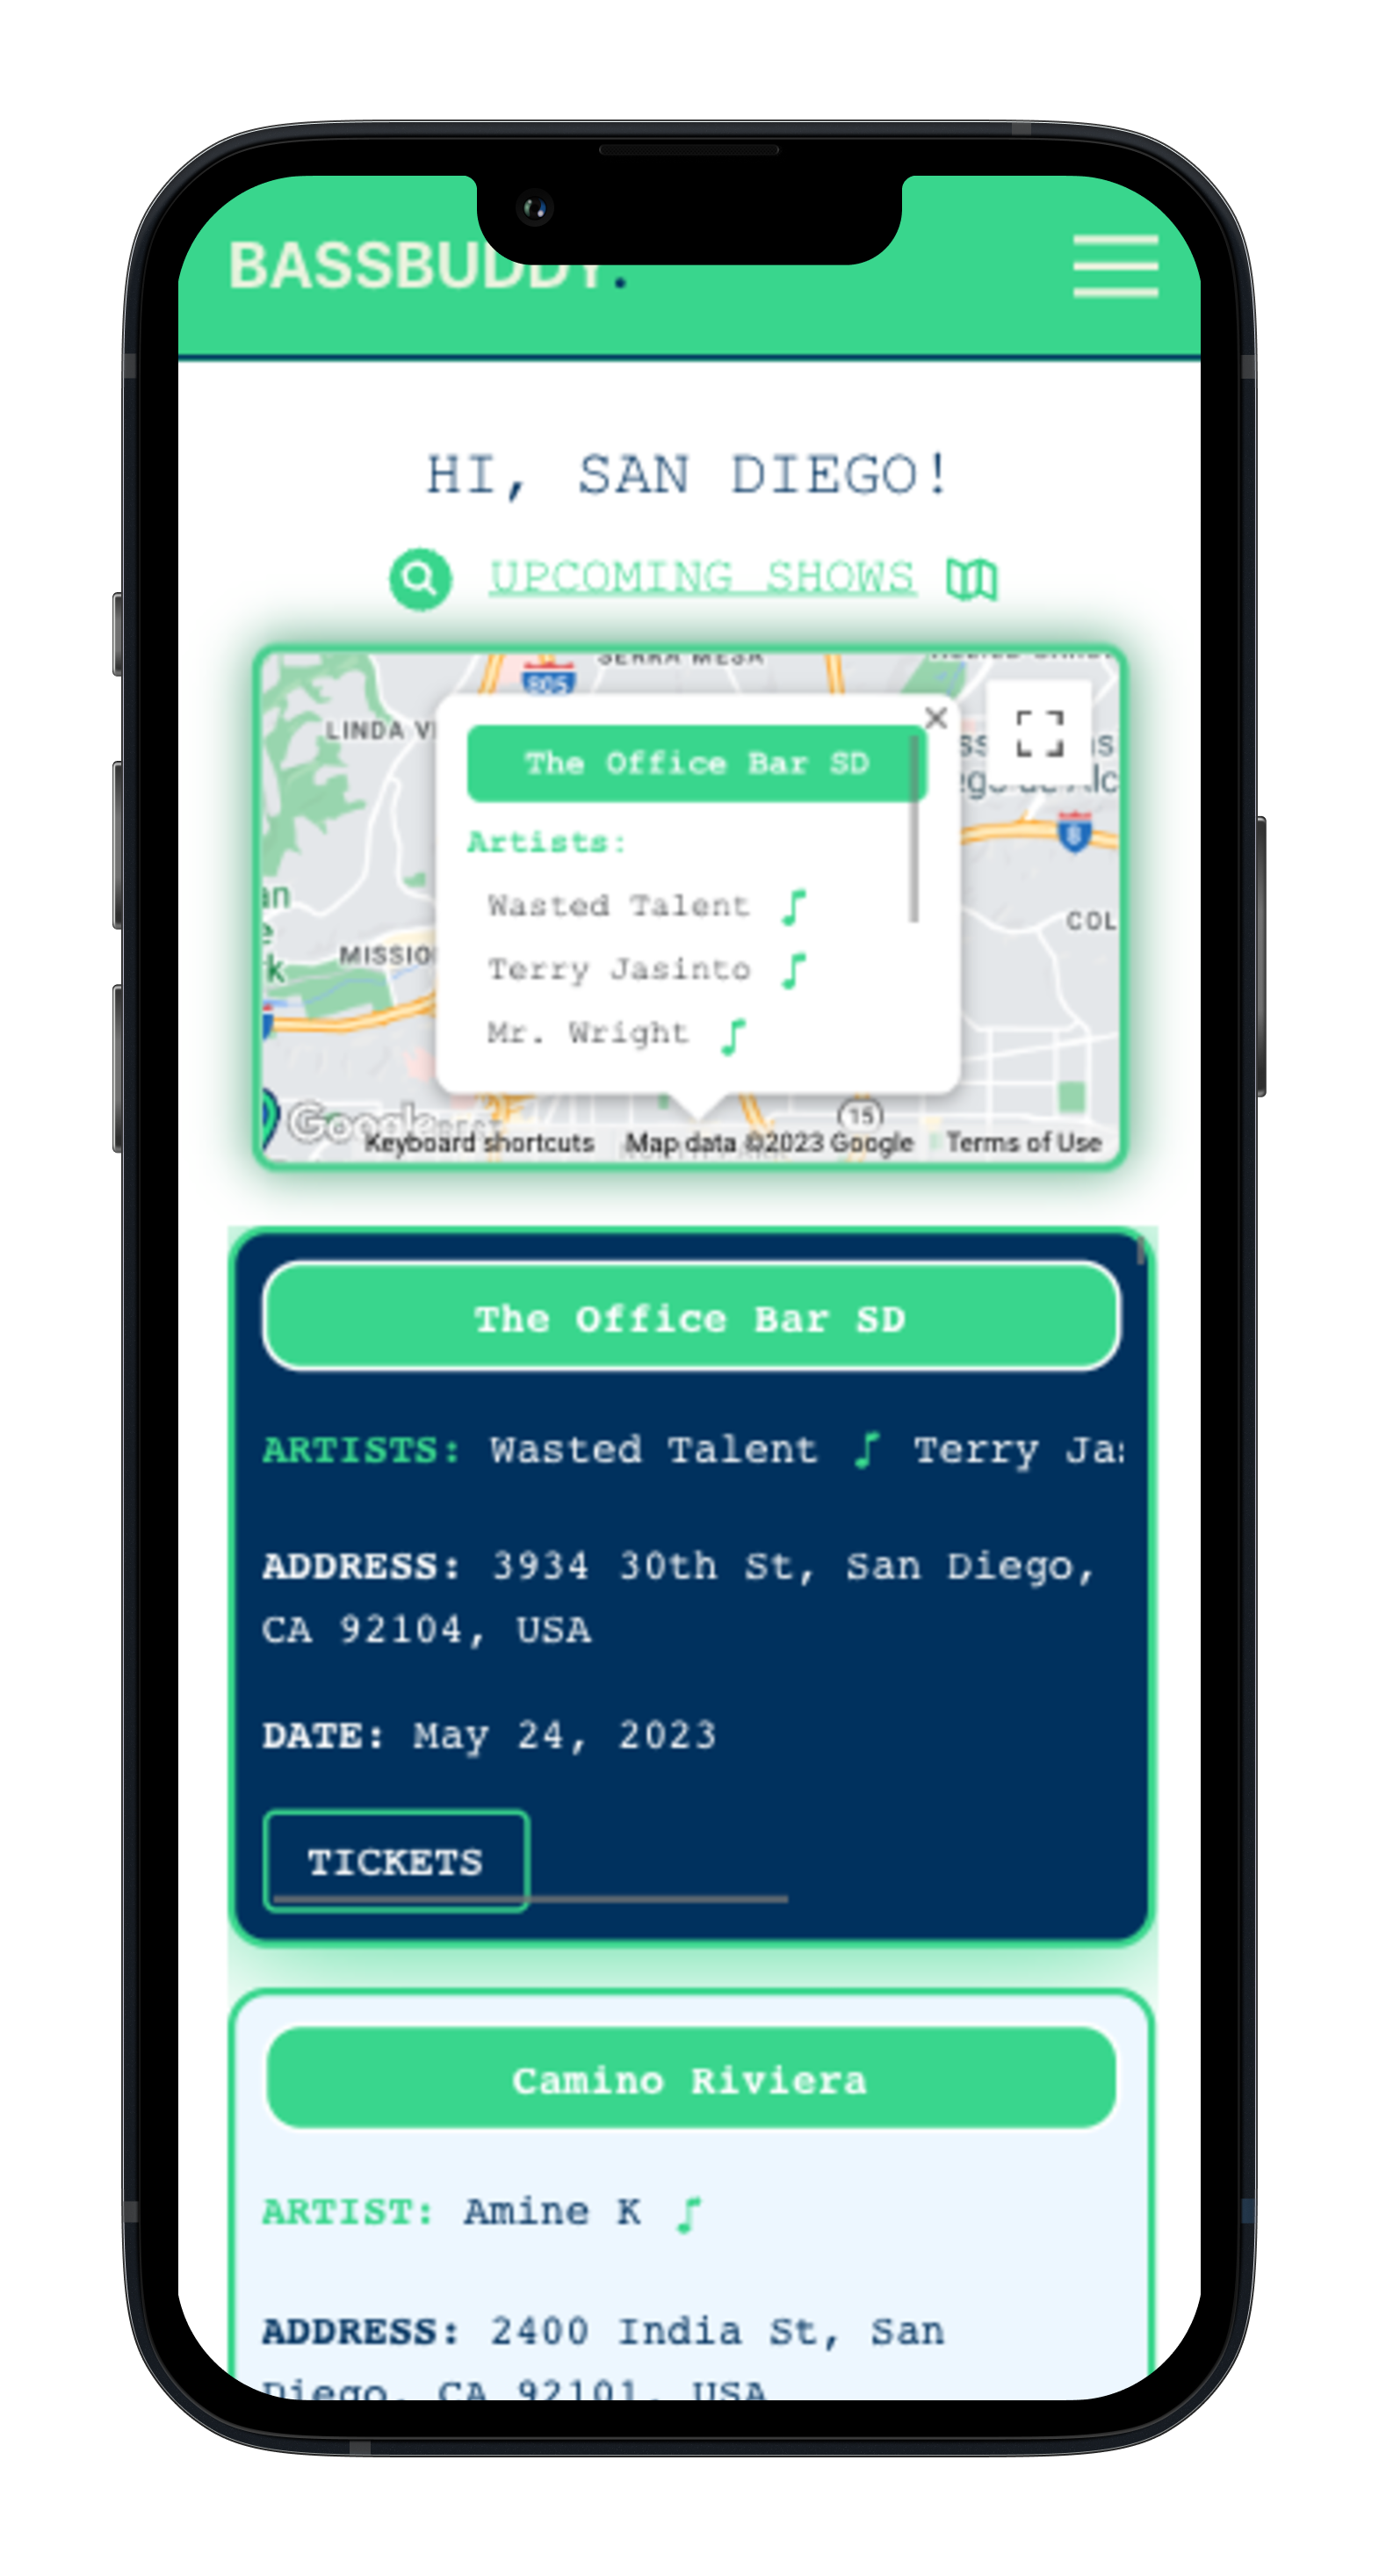 BASSBUDDY.
HI, SAN DIEGO!
UPCOMING SHOWS
SERRA MESA
805
LINDA V
The Office Bar SD
Artists:
Wasted Talent
Terry Jasinto
Mr. Wright
8
COL
MISSIO
15
Google
Keyboard shortcuts Map data ©2023 Google Terms of Use
The Office Bar SD
ARTISTS: Wasted Talent Terry Jas
ADDRESS: 3934 30th St, San Diego,
CA 92104, USA
DATE: May 24, 2023
TICKETS
Camino Riviera
ARTIST: Amine K
ADDRESS: 2400 India St, San
Diego, CA 92101, USA